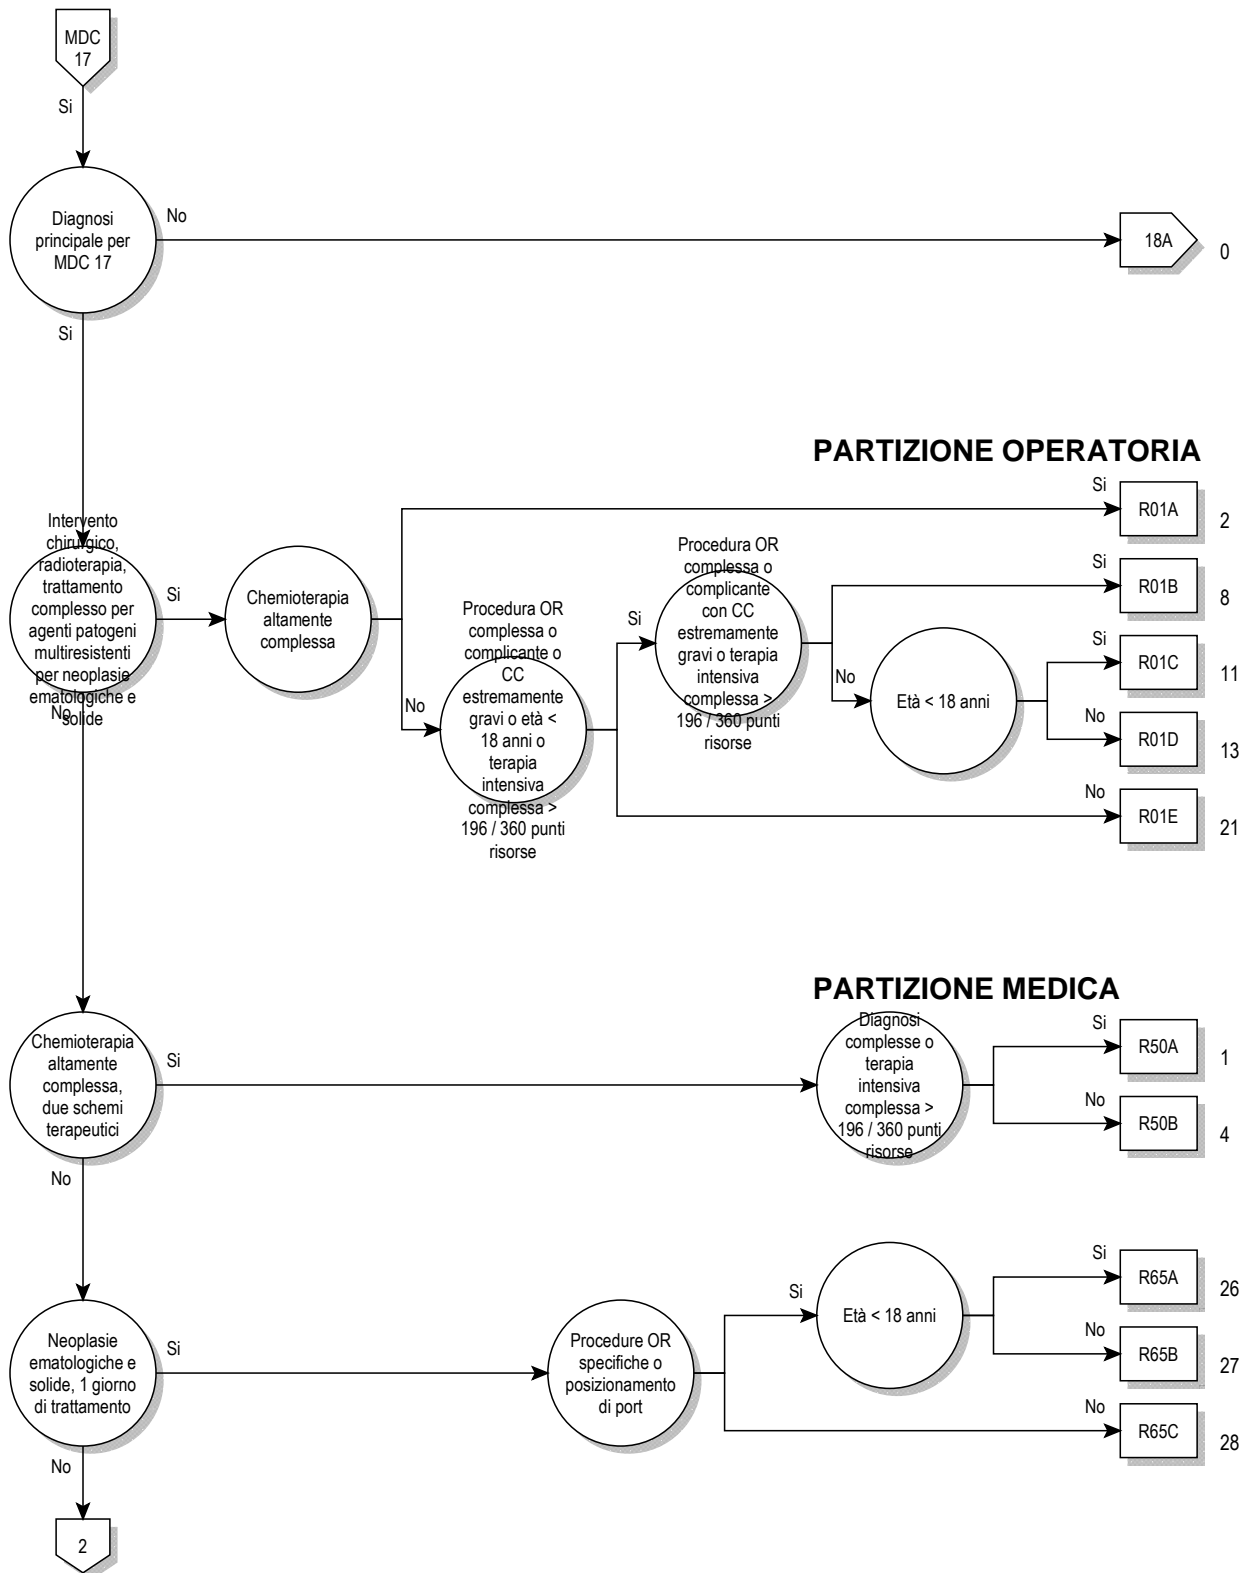 MDC
17
Si
Diagnosi
principale per
MDC 17
No
18A
0
Si
PARTIZIONE OPERATORIA
Intervento
chirurgico,
radioterapia,
trattamento
complesso per
agenti patogeni
multiresistenti
per neoplasie
ematologiche e
solide
Si
Chemioterapia
altamente
complessa
Si
R01A
2
No
Procedura OR
complessa o
complicante o
CC
estremamente
gravi o età <
18 anni o
terapia
intensiva
complessa >
196 / 360 punti
risorse
Si
Procedura OR
complessa o
complicante
con CC
estremamente
gravi o terapia
intensiva
complessa >
196 / 360 punti
risorse
Si
R01B
8
No
Età < 18 anni
Si
R01C
11
No
R01D
13
No
R01E
21
No
PARTIZIONE MEDICA
Chemioterapia
altamente
complessa,
due schemi
terapeutici
Si
Diagnosi
complesse o
terapia
intensiva
complessa >
196 / 360 punti
risorse
Si
R50A
1
No
R50B
4
No
Neoplasie
ematologiche e
solide, 1 giorno
di trattamento
Si
Procedure OR
specifiche o
posizionamento
di port
Si
Età < 18 anni
Si
R65A
26
No
R65B
27
No
R65C
28
No
2